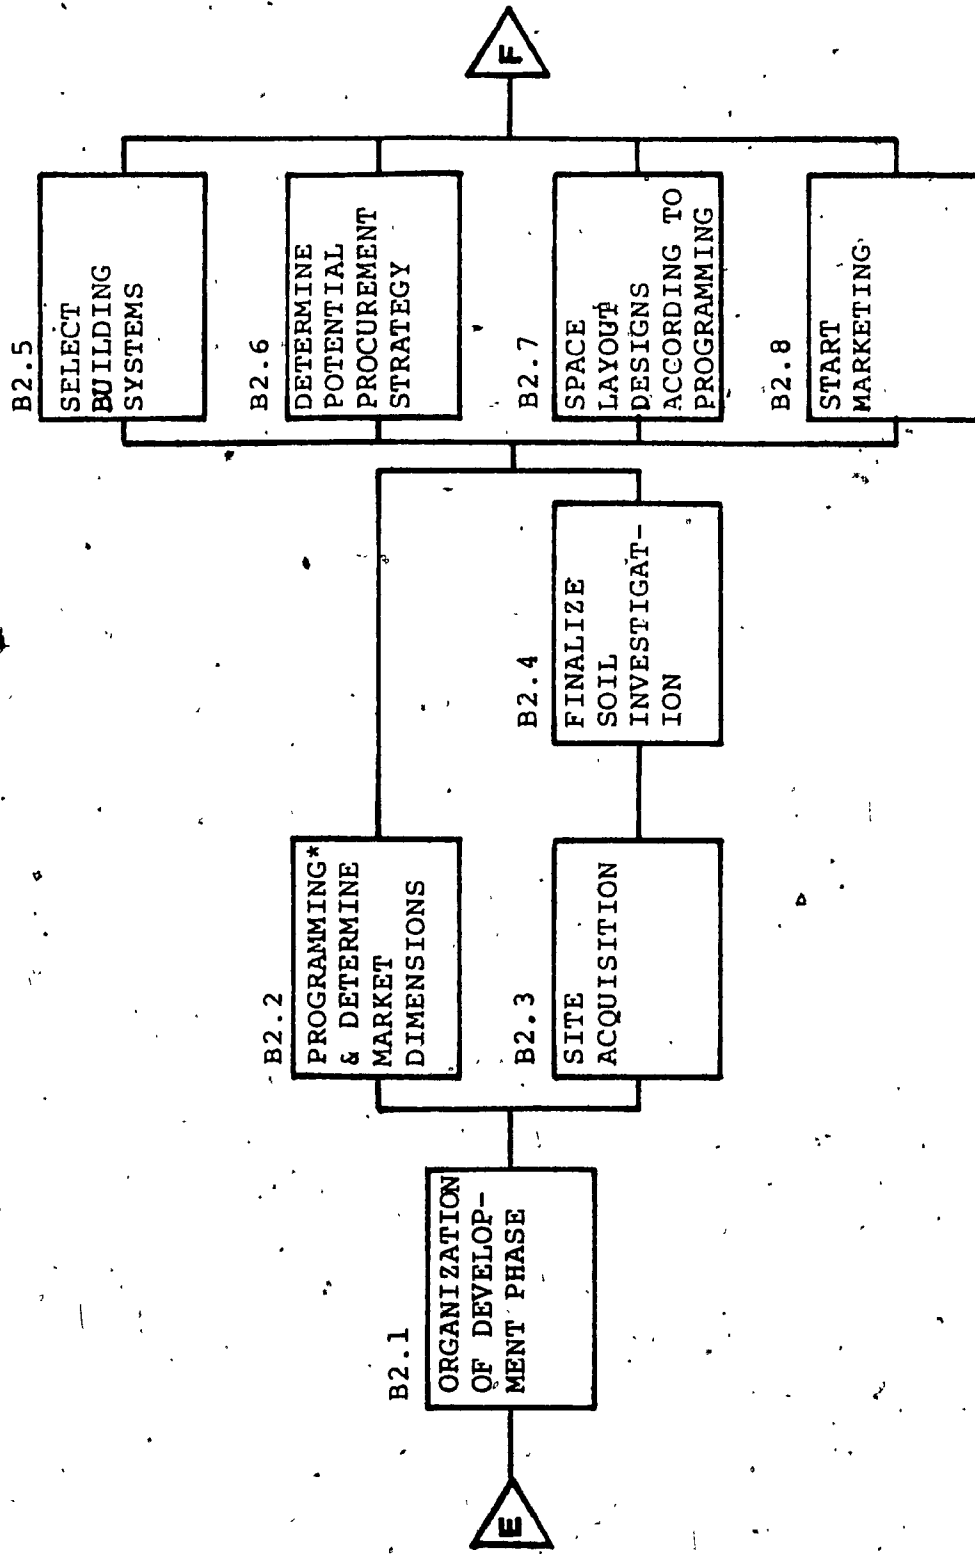 E
B2.1
ORGANIZATION
OF DEVELOP-
MENT PHASE
B2.2
PROGRAMMING*
& DETERMINE
MARKET
DIMENSIONS
B2.3
SITE
ACQUISITION
B2.4
FINALIZE
SOIL
INVESTIGAT-
ION
B2.5
SELECT
BUILDING
SYSTEMS
B2.6
DETERMINE
POTENTIAL
PROCUREMENT
STRATEGY
B2.7
SPACE
LAYOUT
DESIGNS
ACCORDING TO
PROGRAMMING
B2.8
START
MARKETING
F